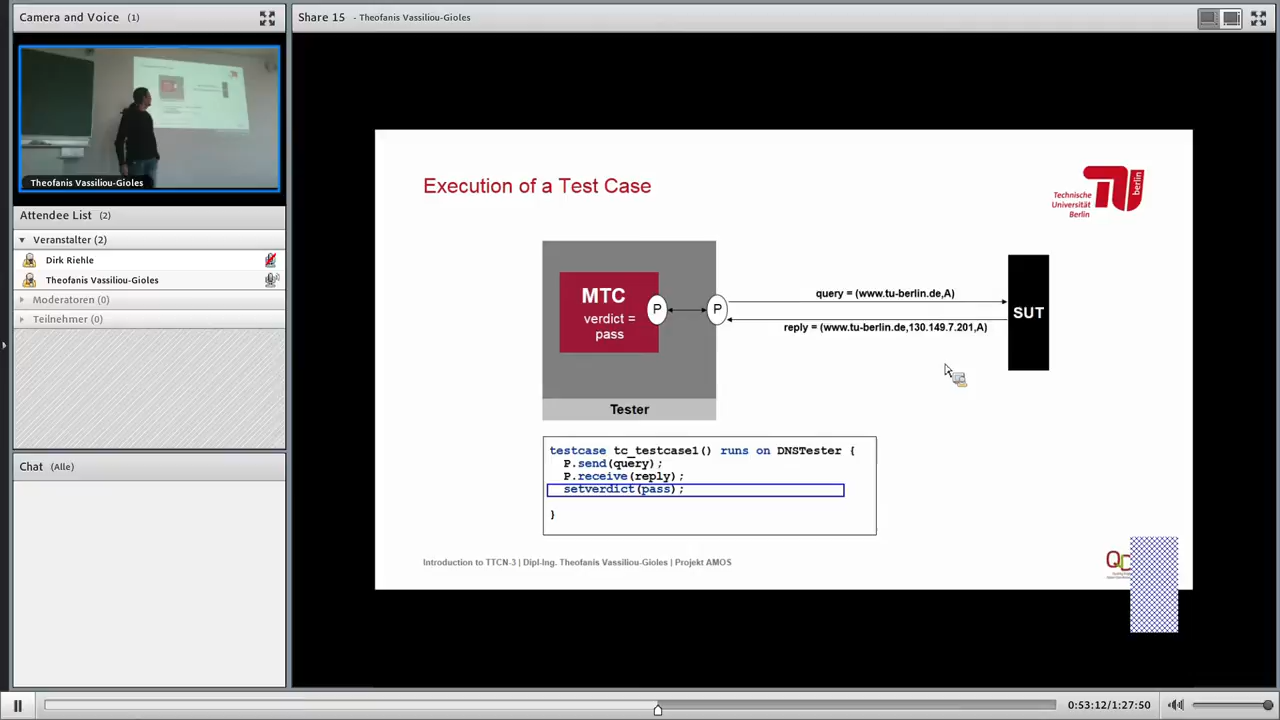 Camera and Voice (1)
Theofanis Vassiliou-Gioles
Attendee List (2)
Veranstalter (2)
Dirk Riehle
Theofanis Vassiliou-Gioles
Moderatoren (0)
Teilnehmer (0)
Chat (Alle)
Share 15 - Theofanis Vassiliou-Gioles
Execution of a Test Case
Technische
Universität
Berlin
berlin
MTC
verdict =
pass
P
P
Tester
query = (www.tu-berlin.de,A)
reply = (www.tu-berlin.de,130.149.7.201,A)
SUT
testcase tc_testcase1() runs on DNSTester {
P.send(query);
P.receive(reply);
setverdict(pass);
}
Introduction to TTCN-3 | Dipl-Ing. Theofanis Vassiliou-Gioles | Projekt AMOS
0:53:12/1:27:50